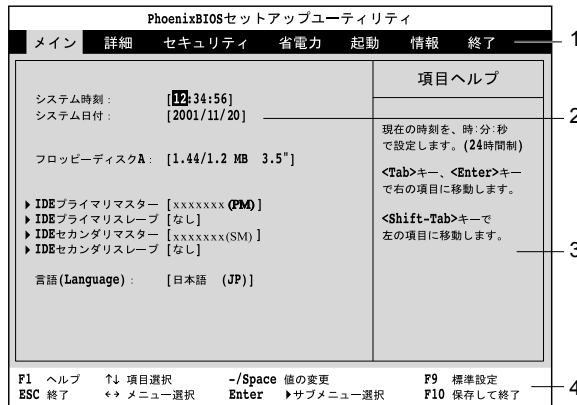 PhoenixBIOSセットアップユーティリティ
メイン 詳細 セキュリティ 省電力 起動 情報 終了
1
システム時刻: [12:34:56]
システム日付: [2001/11/20]
2
フロッピーディスクA: [1.44/1.2 MB 3.5"]
▶IDEプライマリマスター [xxxxxxx(PM)]
▶IDEプライマリスレーブ [なし]
▶IDEセカンダリマスター [xxxxxxx(SM)]
▶IDEセカンダリスレーブ [なし]
言語(Language): [日本語 (JP)]
項目ヘルプ
現在の時刻を、時:分:秒
で設定します。(24時間制)
<Tab>キー、<Enter>キー
で右の項目に移動します。
<Shift-Tab>キーで
左の項目に移動します。
3
F1 ヘルプ ↑↓ 項目選択 -/Space 値の変更 F9 標準設定
ESC 終了 ←→ メニュー選択 Enter ▶サブメニュー選択 F10 保存して終了
4